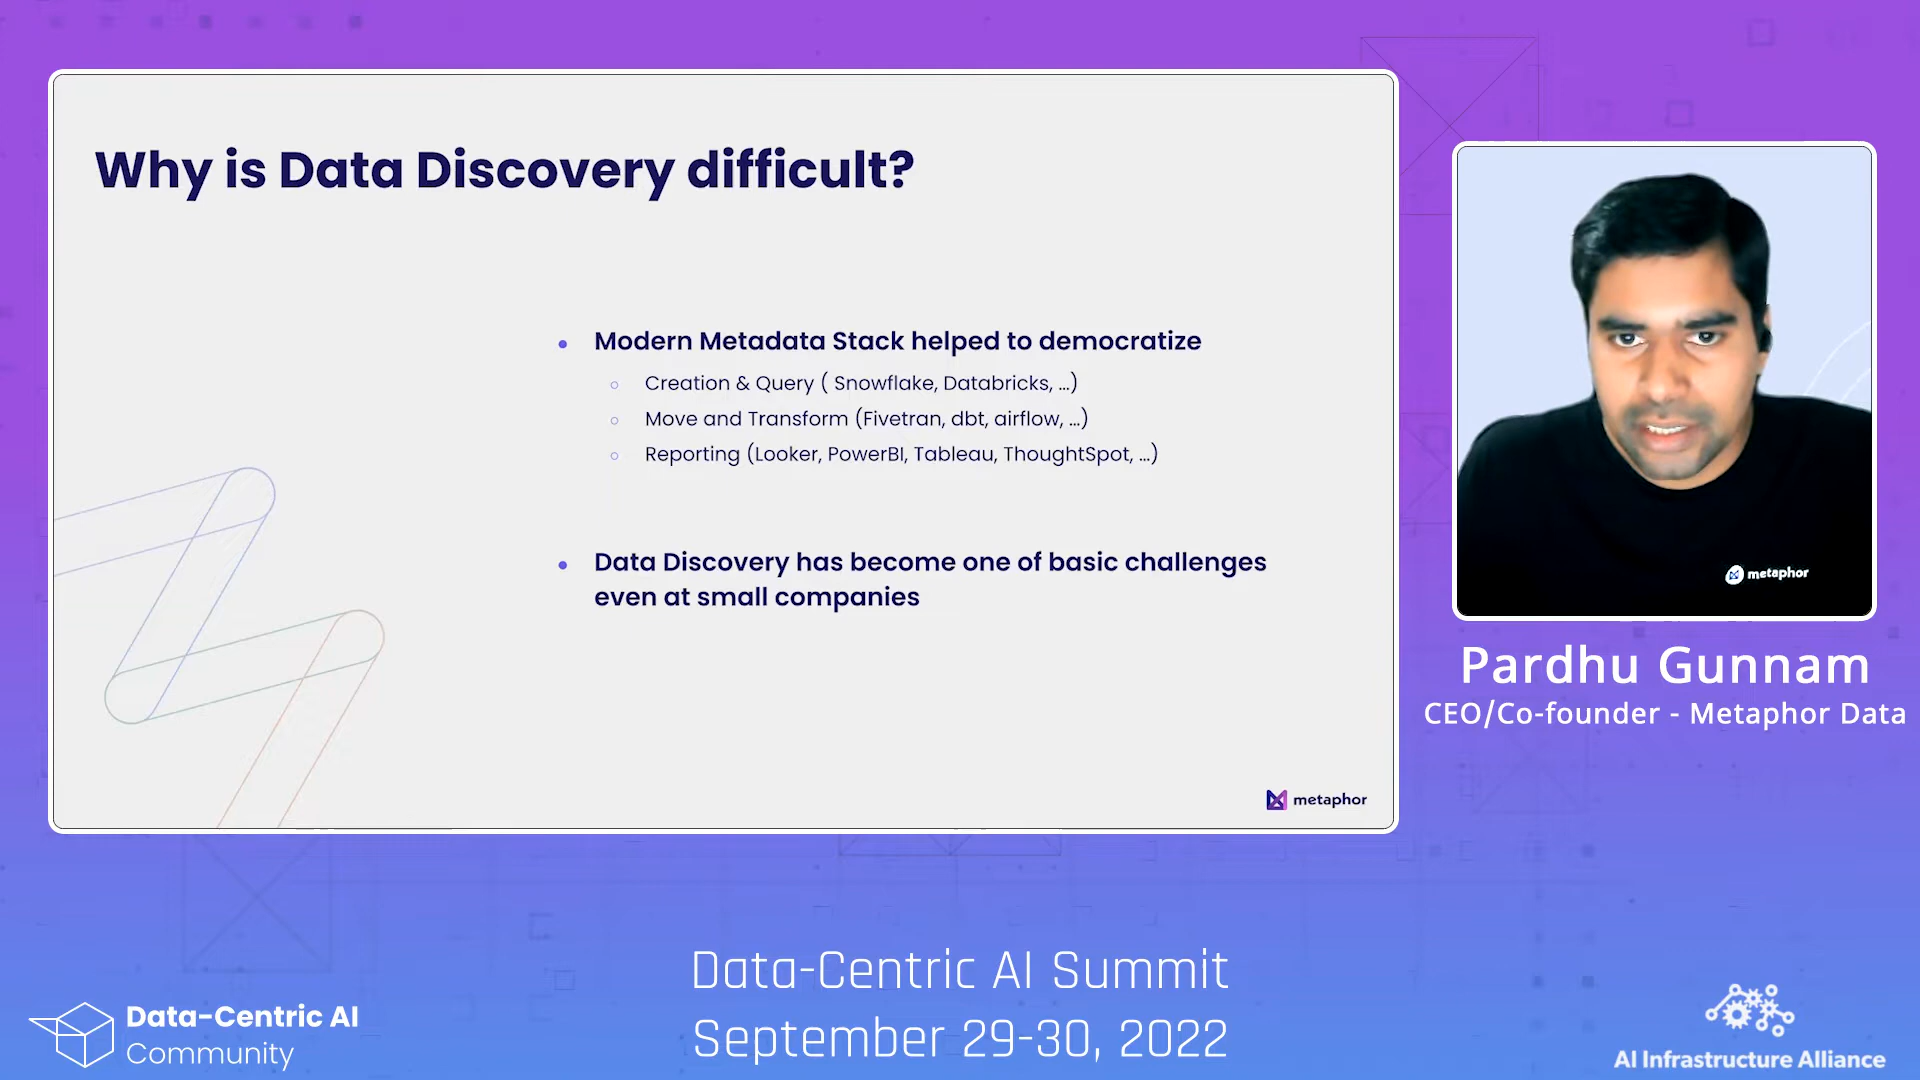 Why is Data Discovery difficult?
Modern Metadata Stack helped to democratize
Creation & Query ( Snowflake, Databricks, ...)
Move and Transform (Fivetran, dbt, airflow, ...)
Reporting (Looker, PowerBI, Tableau, ThoughtSpot, ...)
Data Discovery has become one of basic challenges
even at small companies
metaphor
metaphor
Pardhu Gunnam
CEO/Co-founder - Metaphor Data
Data-Centric AI Summit
September 29-30, 2022
Data-Centric AI
Community
AI Infrastructure Alliance